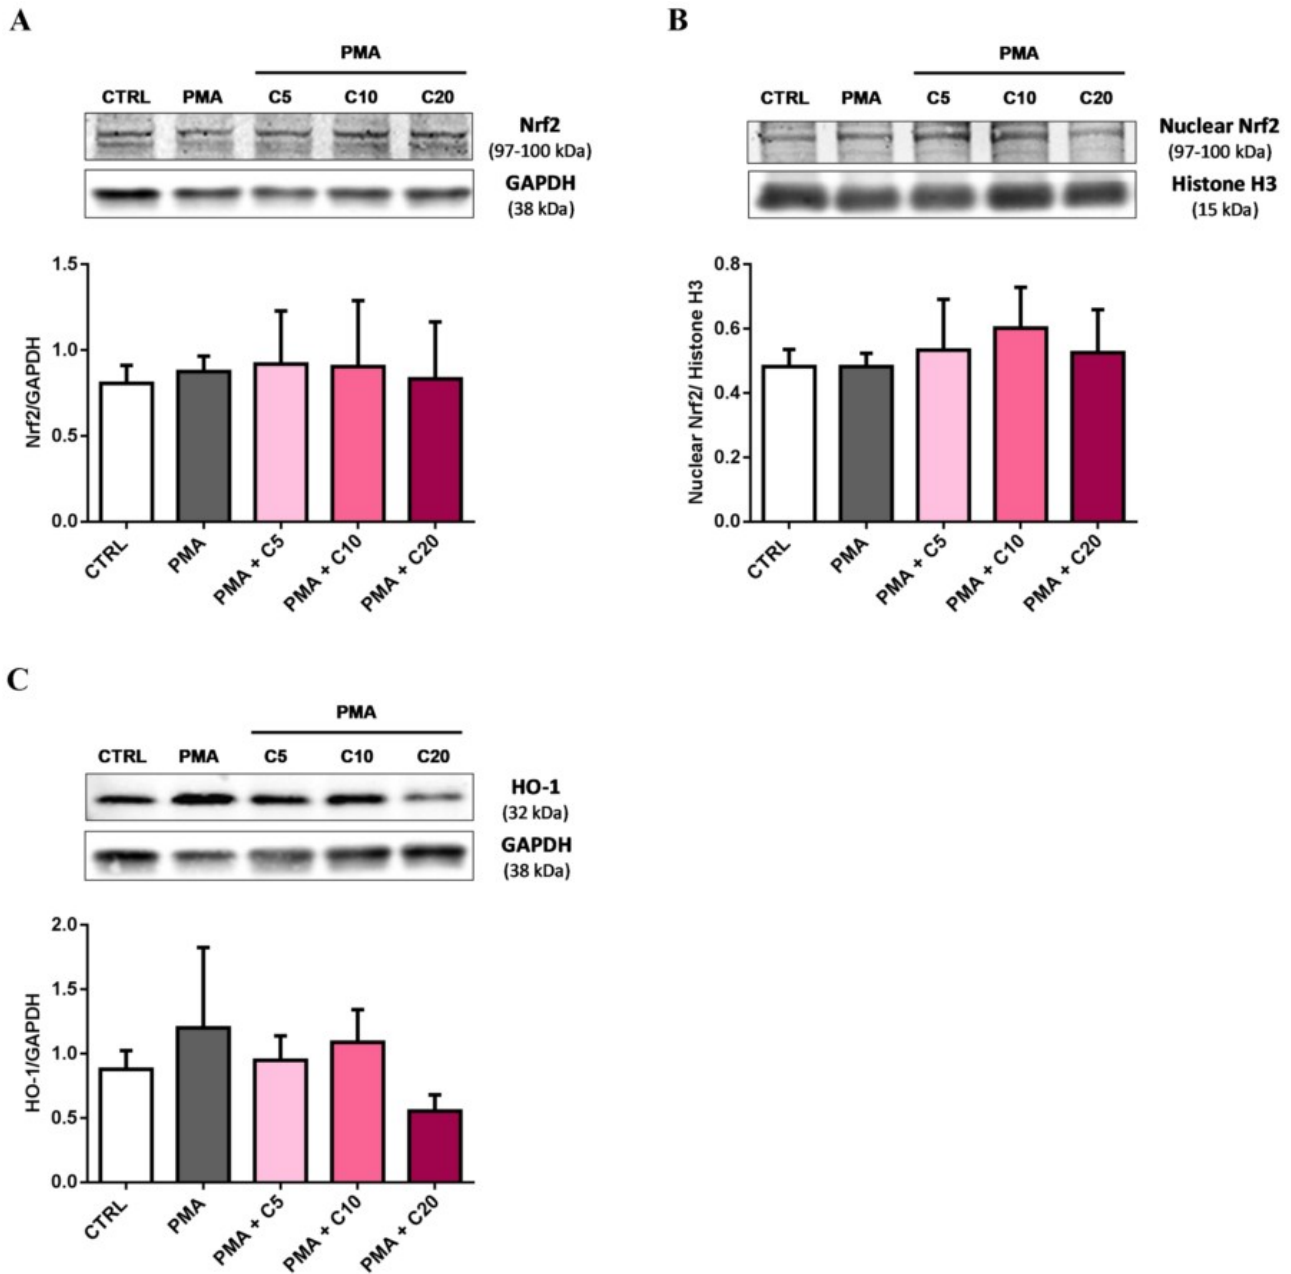 A
PMA
CTRL PMA C5 C10 C20
Nrf2
(97-100 kDa)
GAPDH
(38 kDa)
1.5
1.0
0.5
0.0
Nrf2/GAPDH
CTRL
PMA
PMA + C5
PMA + C10
PMA + C20
B
PMA
CTRL PMA C5 C10 C20
Nuclear Nrf2
(97-100 kDa)
Histone H3
(15 kDa)
0.8
0.6
0.4
0.2
0.0
Nuclear Nrf2/ Histone H3
CTRL
PMA
PMA + C5
PMA + C10
PMA + C20
C
PMA
CTRL PMA C5 C10 C20
HO-1
(32 kDa)
GAPDH
(38 kDa)
2.0
1.5
1.0
0.5
0.0
HO-1/GAPDH
CTRL
PMA
PMA + C5
PMA + C10
PMA + C20